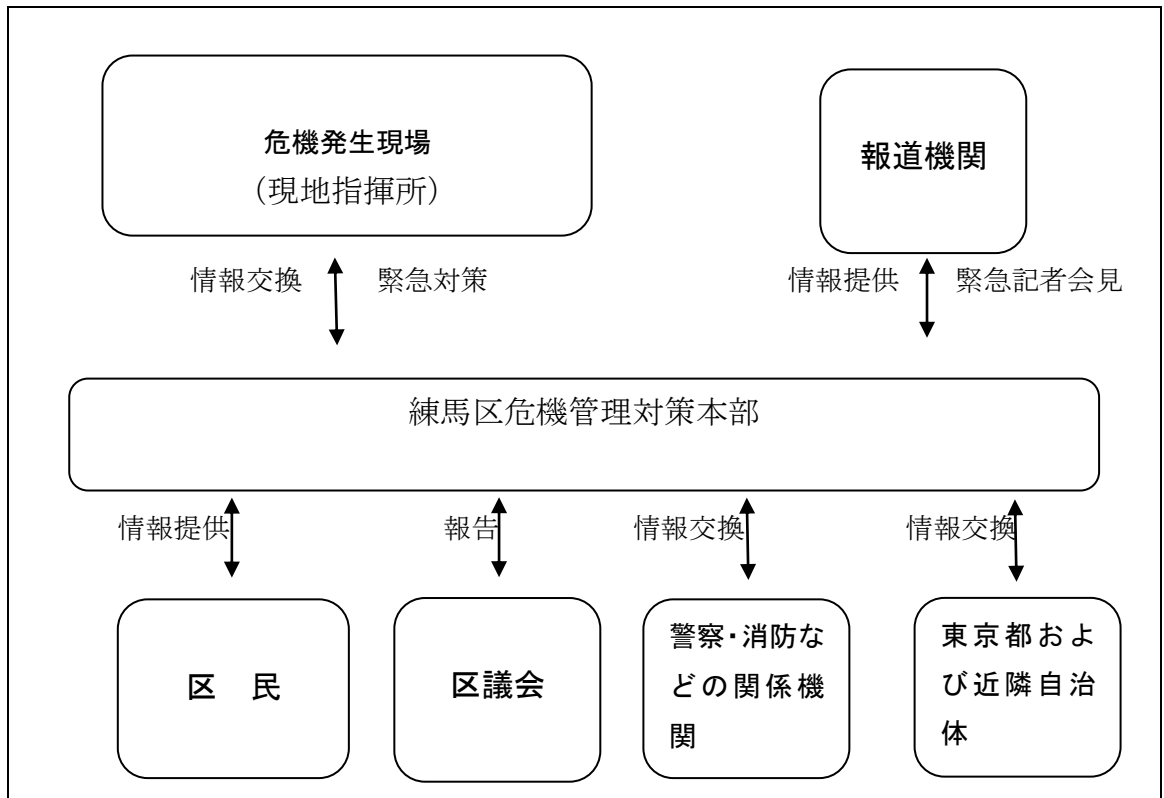 危機発生現場
（現地指揮所）
報道機関
情報交換
緊急対策
情報提供
緊急記者会見
練馬区危機管理対策本部
情報提供
報告
情報交換
情報交換
区　民
区議会
警察・消防な
どの関係機
関
東京都およ
び近隣自治
体